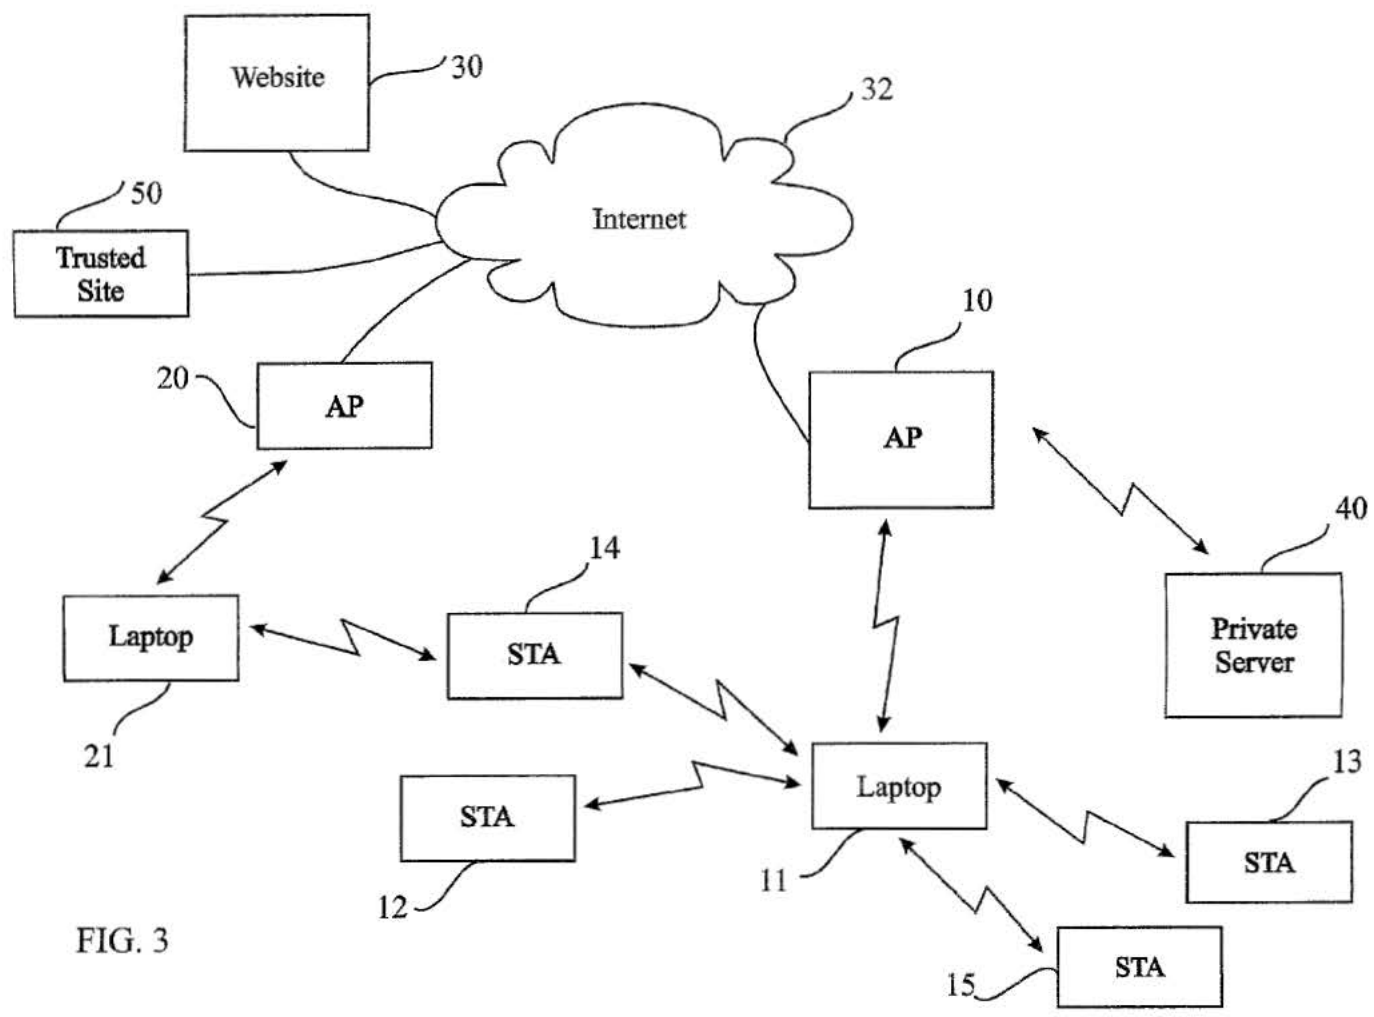 Website
30
32
50
Internet
Trusted
Site
10
20
AP
AP
40
14
Laptop
STA
Private
Server
21
13
STA
Laptop
STA
11
12
FIG. 3
STA
15